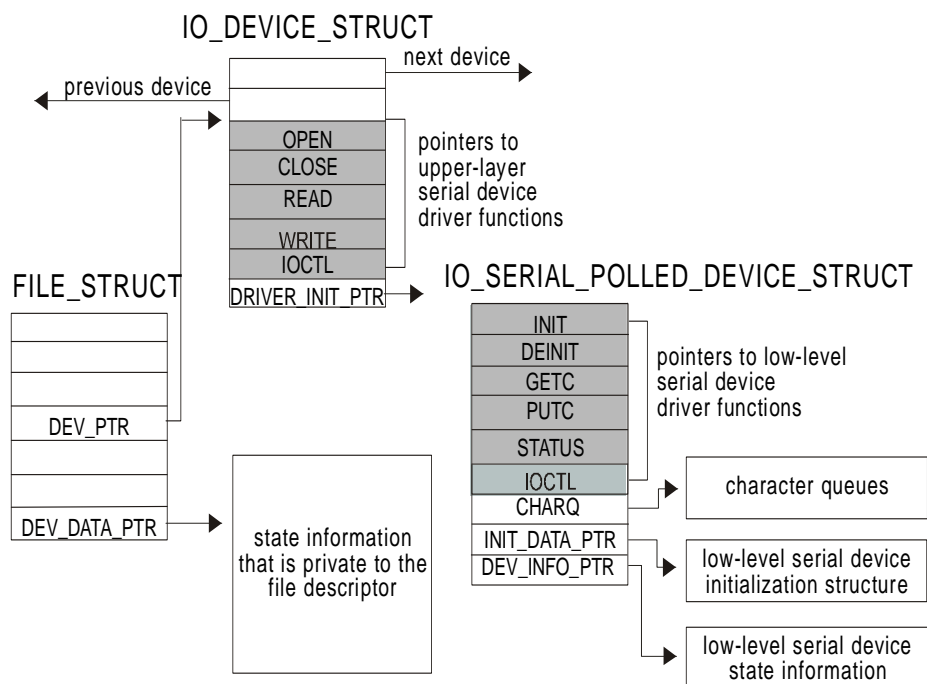 IO_DEVICE_STRUCT
next device
previous device
OPEN
CLOSE
READ
WRITE
IOCTL
DRIVER_INIT_PTR
pointers to
upper-layer
serial device
driver functions
FILE_STRUCT
DEV_PTR
DEV_DATA_PTR
state information
that is private to the
file descriptor
IO_SERIAL_POLLED_DEVICE_STRUCT
INIT
DEINIT
GETC
PUTC
STATUS
IOCTL
CHARQ
INIT_DATA_PTR
DEV_INFO_PTR
pointers to low-level
serial device
driver functions
character queues
low-level serial device
initialization structure
low-level serial device
state information